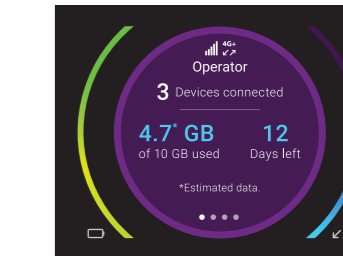 4G+
Operator
3 Devices connected
4.7* GB 12
of 10 GB used Days left
*Estimated data.